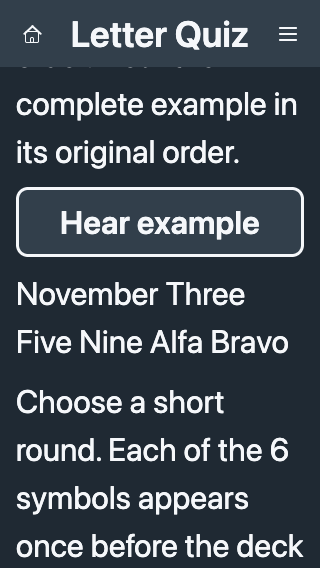 Letter Quiz
complete example in
its original order.
Hear example
November Three
Five Nine Alfa Bravo
Choose a short
round. Each of the 6
symbols appears
once before the deck